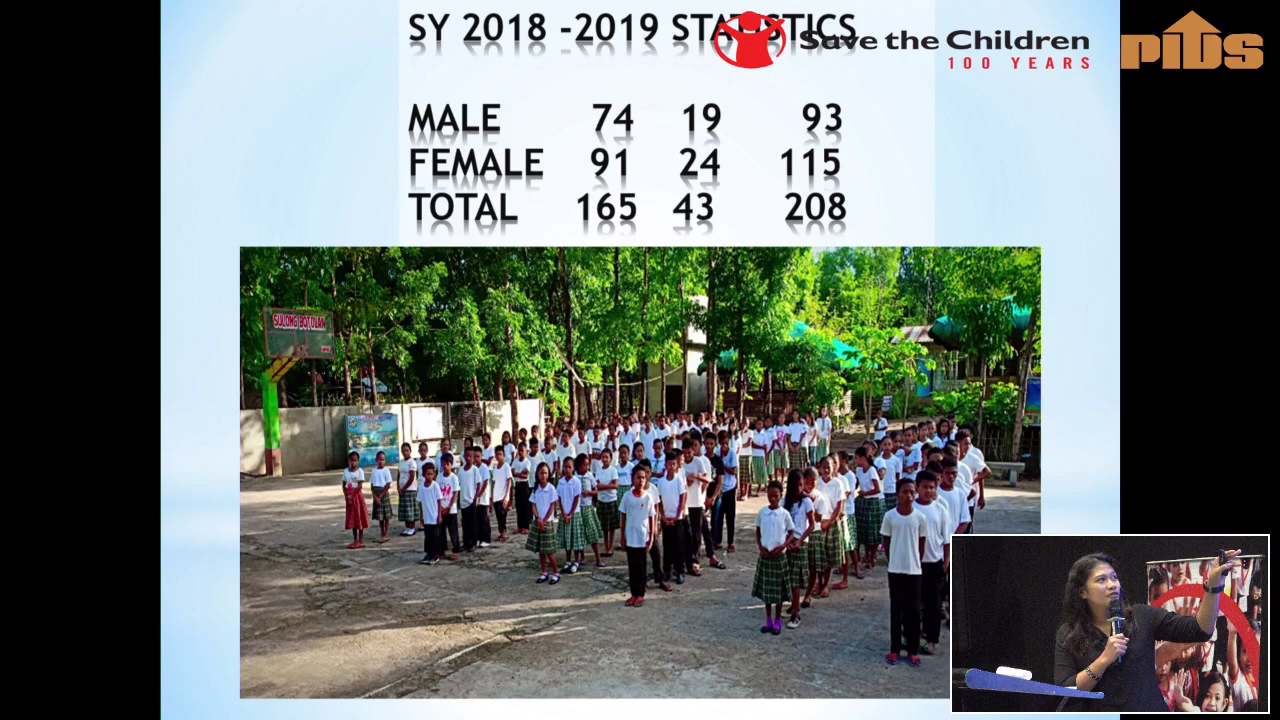 SY 2018 -2019 STATISTICS
Save the Children
100 YEARS
PIDS
MALE 74 19 93
FEMALE 91 24 115
TOTAL 165 43 208
SULONG BOTOLAN